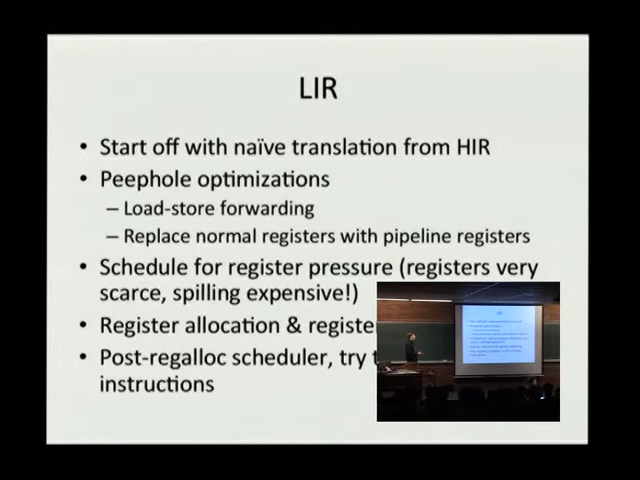 LIR
• Start off with naïve translation from HIR
• Peephole optimizations
– Load-store forwarding
– Replace normal registers with pipeline registers
• Schedule for register pressure (registers very
scarce, spilling expensive!)
• Register allocation & registe
• Post-regalloc scheduler, try t
instructions
LIR